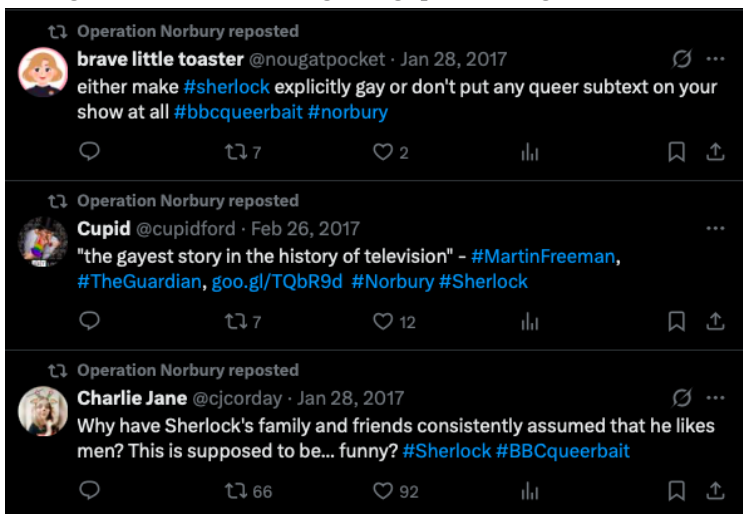 Operation Norbury reposted
brave little toaster @nougatpocket · Jan 28, 2017
either make #sherlock explicitly gay or don't put any queer subtext on your
show at all #bbcqueerbait #norbury
7 2
Operation Norbury reposted
Cupid @cupidford · Feb 26, 2017
"the gayest story in the history of television" - #MartinFreeman,
#TheGuardian, goo.gl/TQbR9d #Norbury #Sherlock
7 12
Operation Norbury reposted
Charlie Jane @cjcorday · Jan 28, 2017
Why have Sherlock's family and friends consistently assumed that he likes
men? This is supposed to be... funny? #Sherlock #BBCqueerbait
66 92